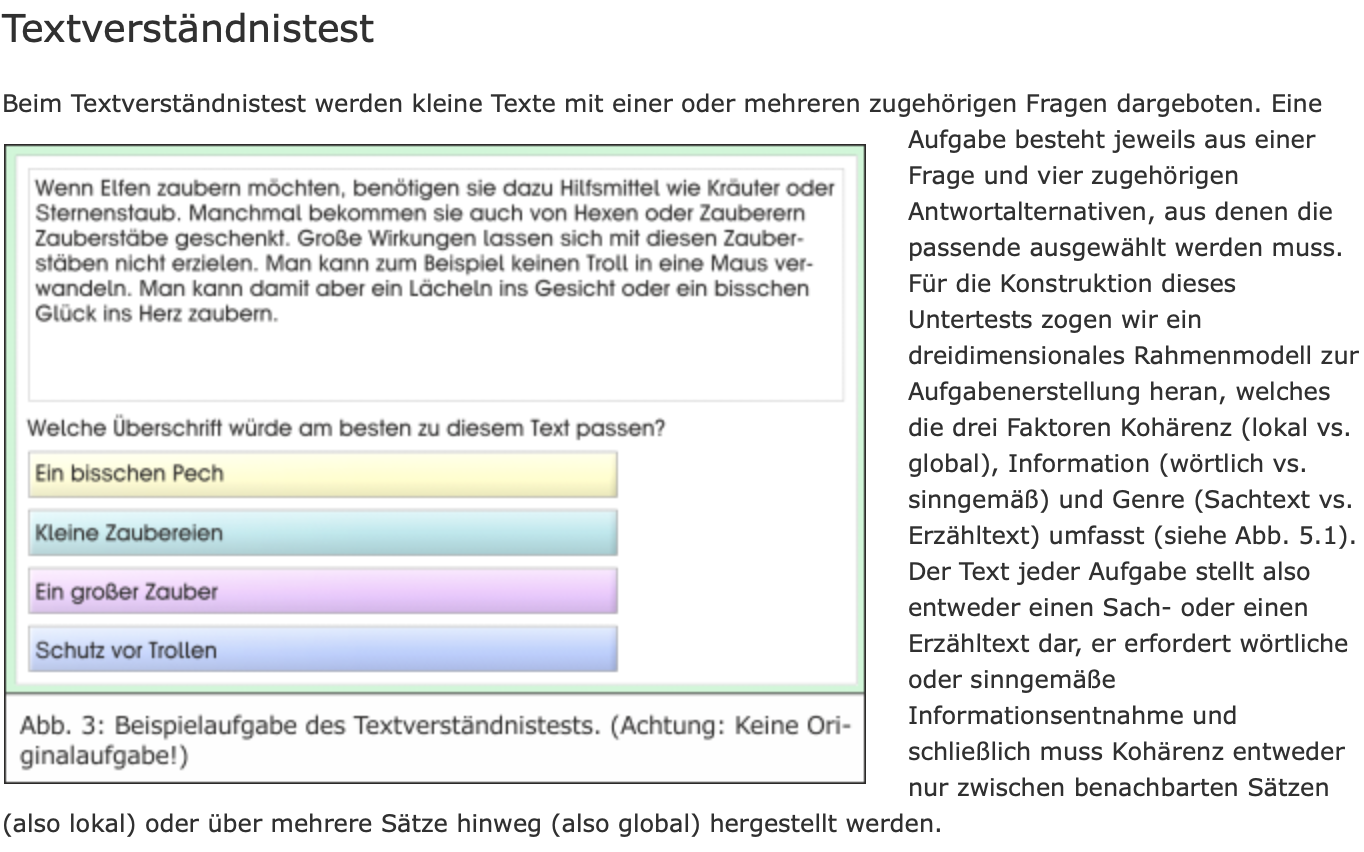 Textverständnistest
Beim Textverständnistest werden kleine Texte mit einer oder mehreren zugehörigen Fragen dargeboten. Eine
Aufgabe besteht jeweils aus einer
Frage und vier zugehörigen
Antwortalternativen, aus denen die
passende ausgewählt werden muss.
Für die Konstruktion dieses
Untertests zogen wir ein
dreidimensionales Rahmenmodell zur
Aufgabenerstellung heran, welches
die drei Faktoren Kohärenz (lokal vs.
global), Information (wörtlich vs.
sinngemäß) und Genre (Sachtext vs.
Erzähltext) umfasst (siehe Abb. 5.1).
Der Text jeder Aufgabe stellt also
entweder einen Sach- oder einen
Erzähltext dar, er erfordert wörtliche
oder sinngemäße
Informationsentnahme und
schließlich muss Kohärenz entweder
nur zwischen benachbarten Sätzen
(also lokal) oder über mehrere Sätze hinweg (also global) hergestellt werden.
Wenn Elfen zaubern möchten, benötigen sie dazu Hilfsmittel wie Kräuter oder
Sternenstaub. Manchmal bekommen sie auch von Hexen oder Zauberern
Zauberstäbe geschenkt. Große Wirkungen lassen sich mit diesen Zauber-
stäben nicht erzielen. Man kann zum Beispiel keinen Troll in eine Maus ver-
wandeln. Man kann damit aber ein Lächeln ins Gesicht oder ein bisschen
Glück ins Herz zaubern.
Welche Überschrift würde am besten zu diesem Text passen?
Ein bisschen Pech
Kleine Zaubereien
Ein großer Zauber
Schutz vor Trollen
Abb. 3: Beispielaufgabe des Textverständnistests. (Achtung: Keine Ori-
ginalaufgabe!)